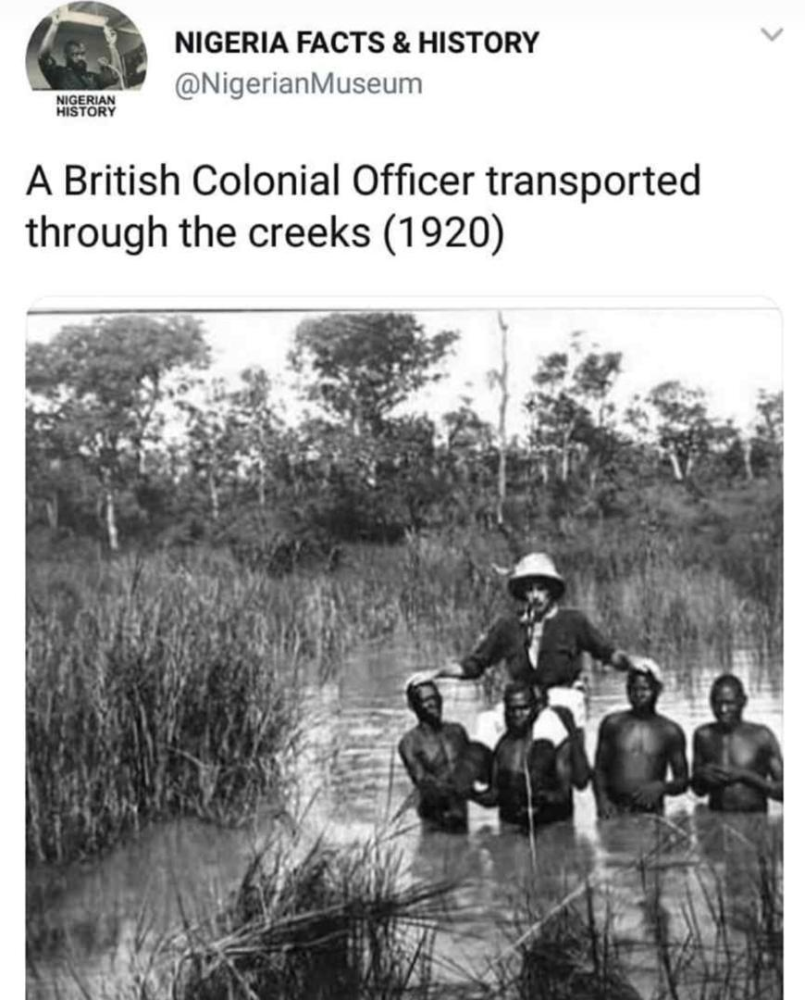 NIGERIA FACTS & HISTORY
@NigerianMuseum
NIGERIAN
HISTORY
A British Colonial Officer transported
through the creeks (1920)